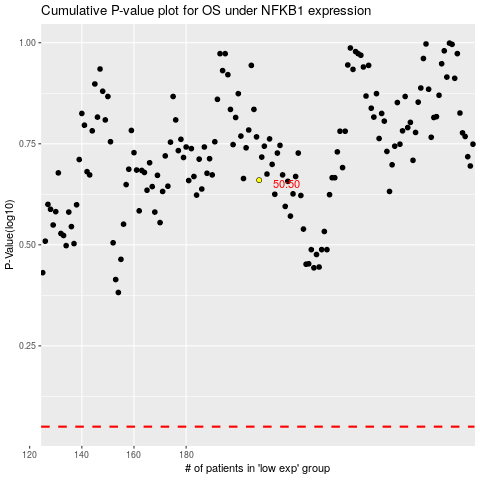 Cumulative P-value plot for OS under NFKB1 expression
1.00
0.75
0.50
0.25
P-Value(log10)
50:50
120 140 160 180
# of patients in 'low exp' group